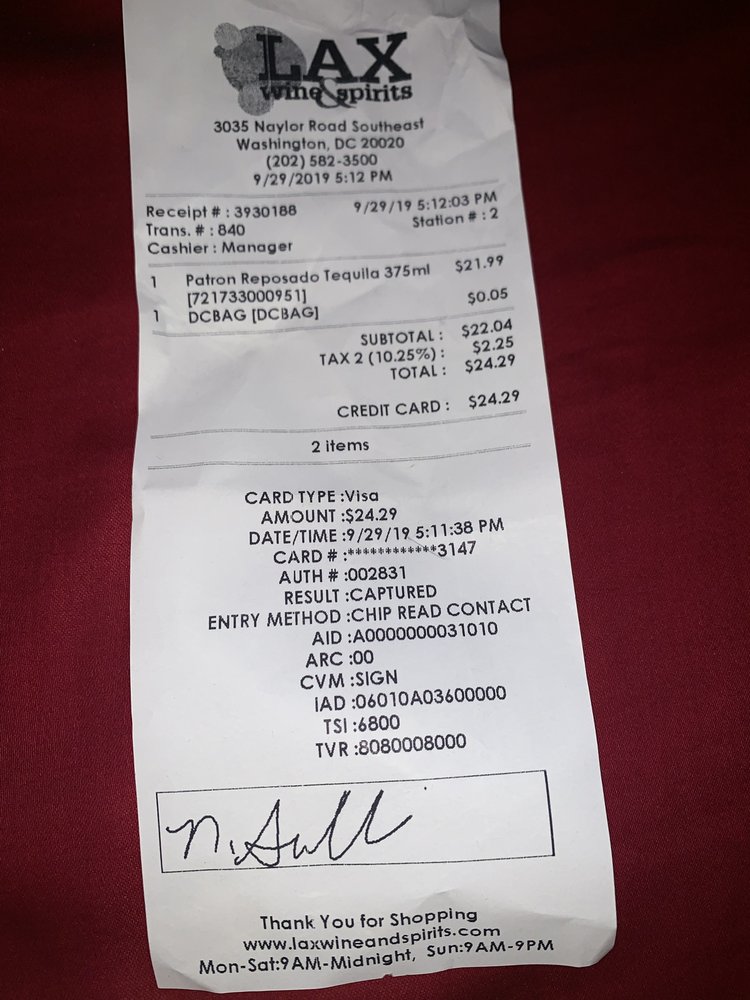 LAX
wine & spirits
3035 Naylor Road Southeast
Washington, DC 20020
(202) 582-3500
9/29/2019 5:12 PM
Receipt # : 3930188 9/29/19 5:12:03 PM
Trans. # : 840 Station # : 2
Cashier : Manager
1 Patron Reposado Tequila 375ml $21.99
[721733000951]
1 DCBAG [DCBAG] $0.05
SUBTOTAL : $22.04
TAX 2 (10.25%) : $2.25
TOTAL : $24.29
CREDIT CARD : $24.29
2 items
CARD TYPE :Visa
AMOUNT :$24.29
DATE/TIME :9/29/19 5:11:38 PM
CARD # :************3147
AUTH # :002831
RESULT :CAPTURED
ENTRY METHOD :CHIP READ CONTACT
AID :A0000000031010
ARC :00
CVM :SIGN
IAD :06010A03600000
TSI :6800
TVR :8080008000
Thank You for Shopping
www.laxwineandspirits.com
Mon-Sat:9AM-Midnight, Sun:9AM-9PM